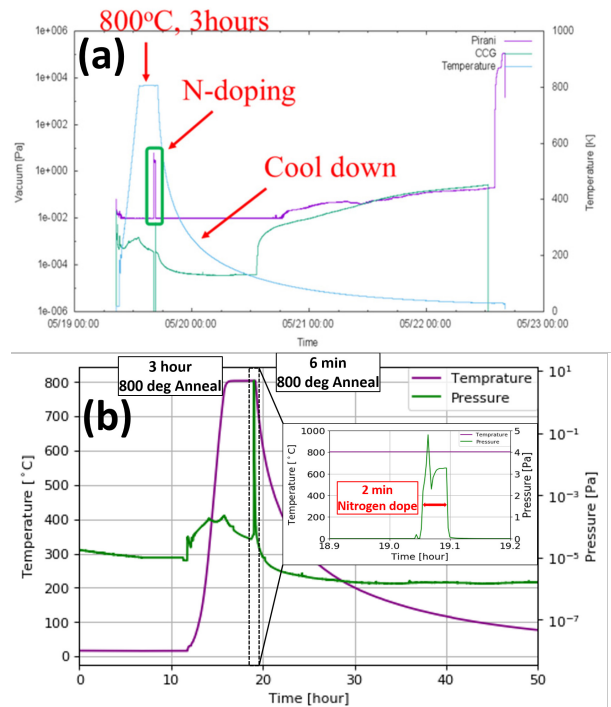 800°C, 3hours
(a)
N-doping
Cool down
Pirani
CCG
Temperature
1e+006
1e+004
1e+002
1e+000
1e-002
1e-004
1e-006
Vacuum [Pa]
1000
800
600
400
200
0
Temperature [K]
05/19 00:00
05/20 00:00
05/21 00:00
05/22 00:00
05/23 00:00
Time
3 hour
800 deg Anneal
6 min
800 deg Anneal
(b)
Temprature
Pressure
800
700
600
500
400
300
200
100
0
Temperature [°C]
10¹
10⁻¹
10⁻³
10⁻⁵
10⁻⁷
Pressure [Pa]
0
10
20
30
40
50
Time [hour]
Temprature
Pressure
1000
800
600
400
200
0
Temperature [°C]
5
4
3
2
1
0
Pressure [Pa]
2 min
Nitrogen dope
18.9
19.0
19.1
19.2
Time [hour]